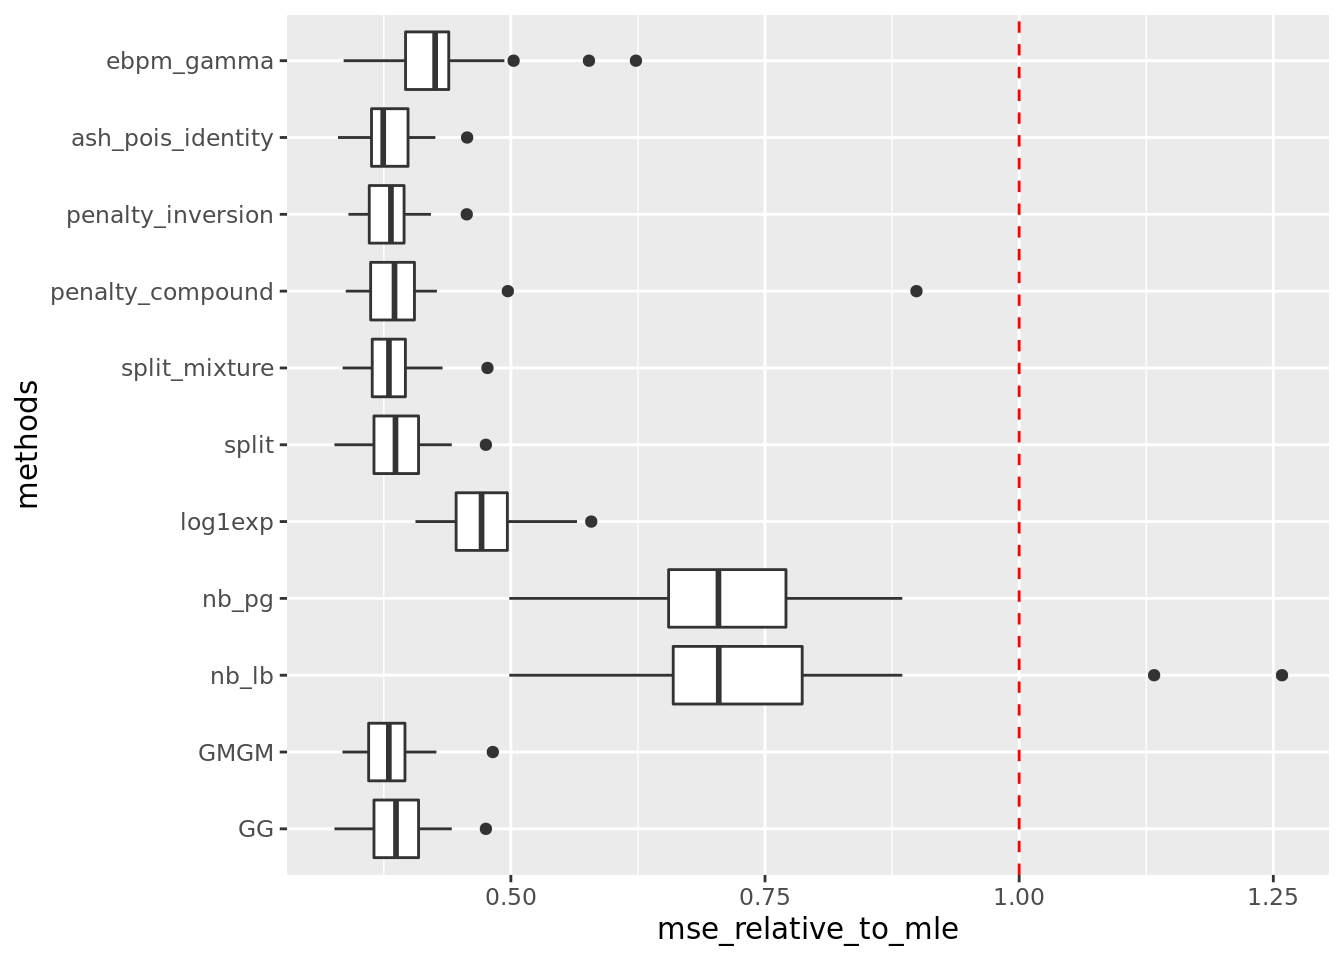 ebpm_gamma
ash_pois_identity
penalty_inversion
penalty_compound
split_mixture
split
log1exp
nb_pg
nb_lb
GMGM
GG
methods
0.50 0.75 1.00 1.25
mse_relative_to_mle